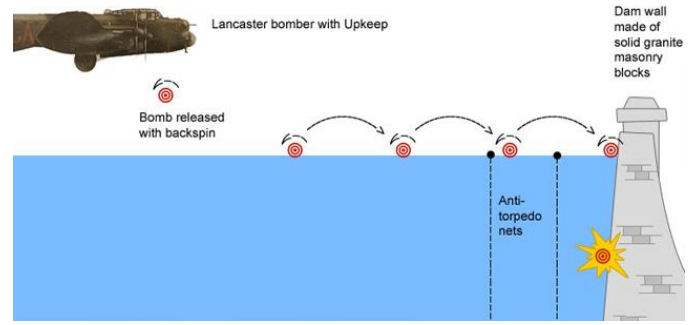 Lancaster bomber with Upkeep
Dam wall
made of
solid granite
masonry
blocks
Bomb released
with backspin
Anti-
torpedo
nets